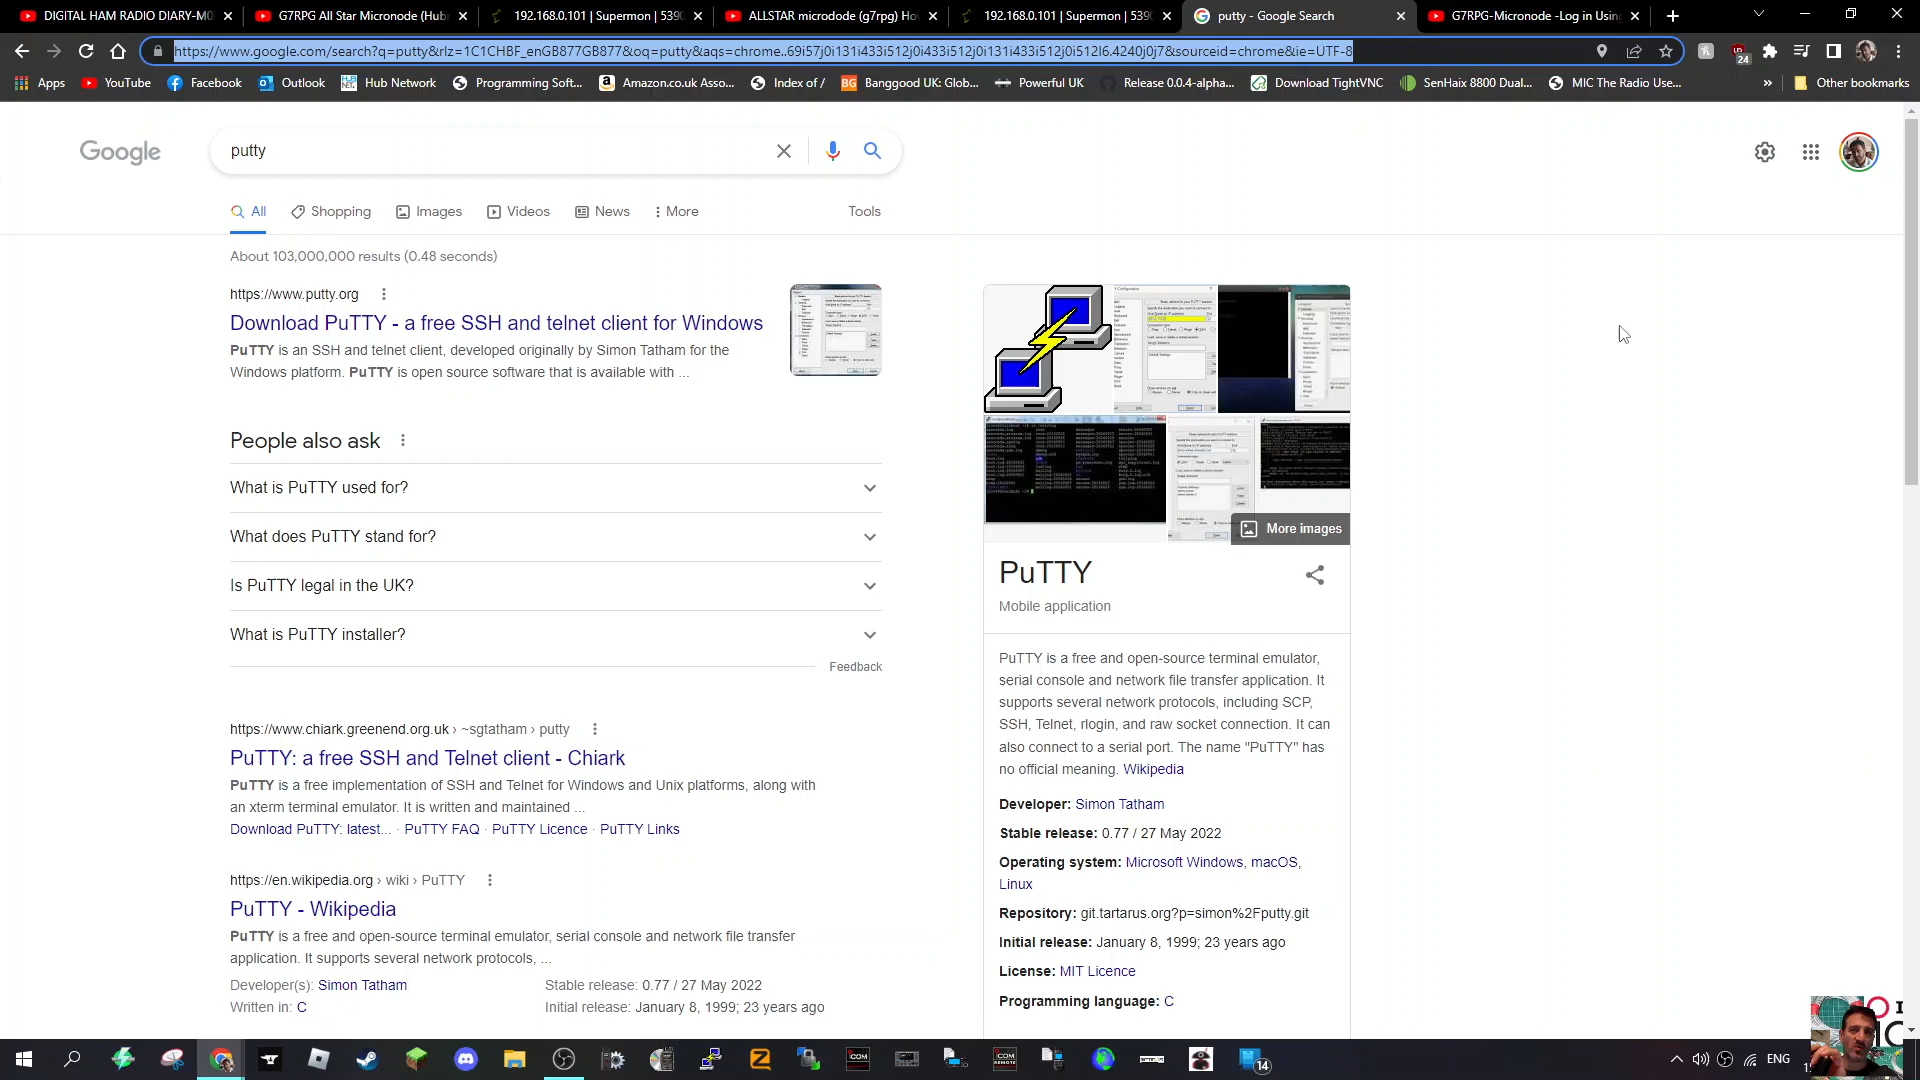 DIGITAL HAM RADIO DIARY-M0
G7RPG All Star Micronode (Hub
192.168.0.101 | Supermon | 5390
ALLSTAR micrododе (g7rpg) Ho
192.168.0.101 | Supermon | 5390
putty - Google Search
G7RPG-Micronode -Log in Usin
https://www.google.com/search?q=putty&rlz=1C1CHBF_enGB877GB877&oq=putty&aqs=chrome..69i57j0i131i433i512j0i433i512j0i131i433i512j0i512l6.4240j0j7&sourceid=chrome&ie=UTF-8
24
Apps
YouTube
Facebook
Outlook
Hub Network
Programming Soft...
Amazon.co.uk Asso...
Index of /
BG
Banggood UK: Glob...
Powerful UK
Release 0.0.4-alpha...
Download TightVNC
SenHaix 8800 Dual...
MIC The Radio Use...
»
Other bookmarks
Google
putty
All
Shopping
Images
Videos
News
More
Tools
About 103,000,000 results (0.48 seconds)
https://www.putty.org
Download PuTTY - a free SSH and telnet client for Windows
PuTTY is an SSH and telnet client, developed originally by Simon Tatham for the
Windows platform. PuTTY is open source software that is available with ...
People also ask
What is PuTTY used for?
What does PuTTY stand for?
Is PuTTY legal in the UK?
What is PuTTY installer?
Feedback
https://www.chiark.greenend.org.uk › ~sgtatham › putty
PuTTY: a free SSH and Telnet client - Chiark
PuTTY is a free implementation of SSH and Telnet for Windows and Unix platforms, along with
an xterm terminal emulator. It is written and maintained ...
Download PuTTY: latest... · PuTTY FAQ · PuTTY Licence · PuTTY Links
https://en.wikipedia.org › wiki › PuTTY
PuTTY - Wikipedia
PuTTY is a free and open-source terminal emulator, serial console and network file transfer
application. It supports several network protocols, ...
Developer(s): Simon Tatham
Stable release: 0.77 / 27 May 2022
Written in: C
Initial release: January 8, 1999; 23 years ago
More images
PuTTY
Mobile application
PuTTY is a free and open-source terminal emulator,
serial console and network file transfer application. It
supports several network protocols, including SCP,
SSH, Telnet, rlogin, and raw socket connection. It can
also connect to a serial port. The name "PuTTY" has
no official meaning. Wikipedia
Developer: Simon Tatham
Stable release: 0.77 / 27 May 2022
Operating system: Microsoft Windows, macOS,
Linux
Repository: git.tartarus.org?p=simon%2Fputty.git
Initial release: January 8, 1999; 23 years ago
License: MIT Licence
Programming language: C
14
ENG